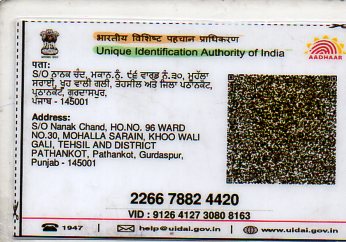 भारतीय विशिष्ट पहचान प्राधिकरण
Unique Identification Authority of India
AADHAAR
ਪਤਾ:
S/O ਨਾਨਕ ਚੰਦ, ਮਕਾਨ.ਨੰ. ੯੬ ਵਾਰਡ ਨੰ.੩੦, ਮੁਹੱਲਾ
ਸਰਾਈਂ, ਖੂਹ ਵਾਲੀ ਗਲੀ, ਤਹਿਸੀਲ ਅਤੇ ਜਿਲਾ ਪਠਾਨਕੋਟ,
ਪਠਾਨਕੋਟ, ਗੁਰਦਾਸਪੁਰ,
ਪੰਜਾਬ - 145001
Address:
S/O Nanak Chand, HO.NO. 96 WARD
NO.30, MOHALLA SARAIN, KHOO WALI
GALI, TEHSIL AND DISTRICT
PATHANKOT, Pathankot, Gurdaspur,
Punjab - 145001
2266 7882 4420
VID : 9126 4127 3080 8163
1947 | help@uidai.gov.in | www.uidai.gov.in